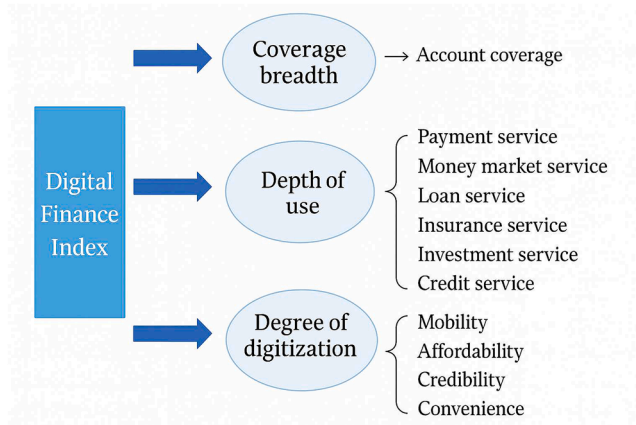 Digital
Finance
Index
Coverage
breadth
Account coverage
Depth of
use
Payment service
Money market service
Loan service
Insurance service
Investment service
Credit service
Degree of
digitization
Mobility
Affordability
Credibility
Convenience